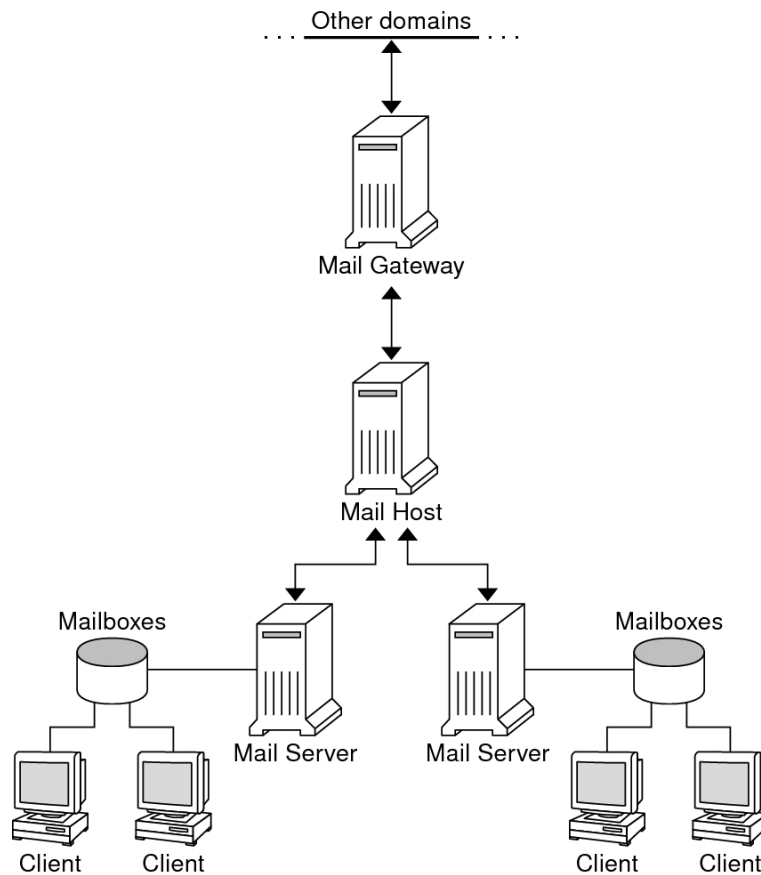 Other domains
Mail Gateway
Mail Host
Mailboxes
Mailboxes
Mail Server
Mail Server
Client
Client
Client
Client